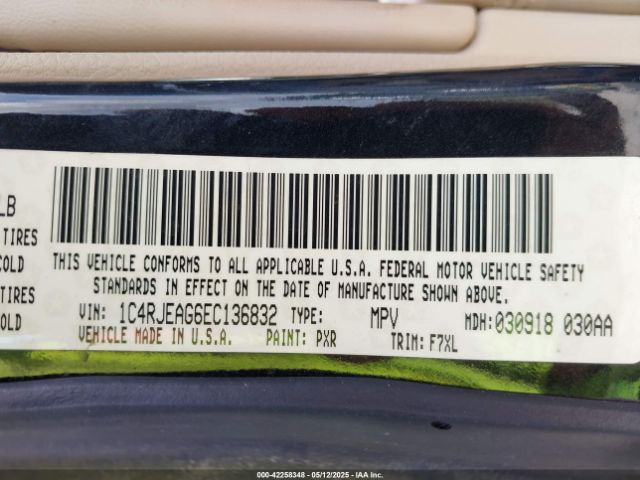 LB
TIRES
COLD
TIRES
OLD
THIS VEHICLE CONFORMS TO ALL APPLICABLE U.S.A. FEDERAL MOTOR VEHICLE SAFETY
STANDARDS IN EFFECT ON THE DATE OF MANUFACTURE SHOWN ABOVE.
VIN: 1C4RJEAG6EC136832 TYPE: MPV MDH:030918 030AA
VEHICLE MADE IN U.S.A. PAINT: PXR TRIM:F7XL
000-42258348 - 05/12/2025 - IAA Inc.